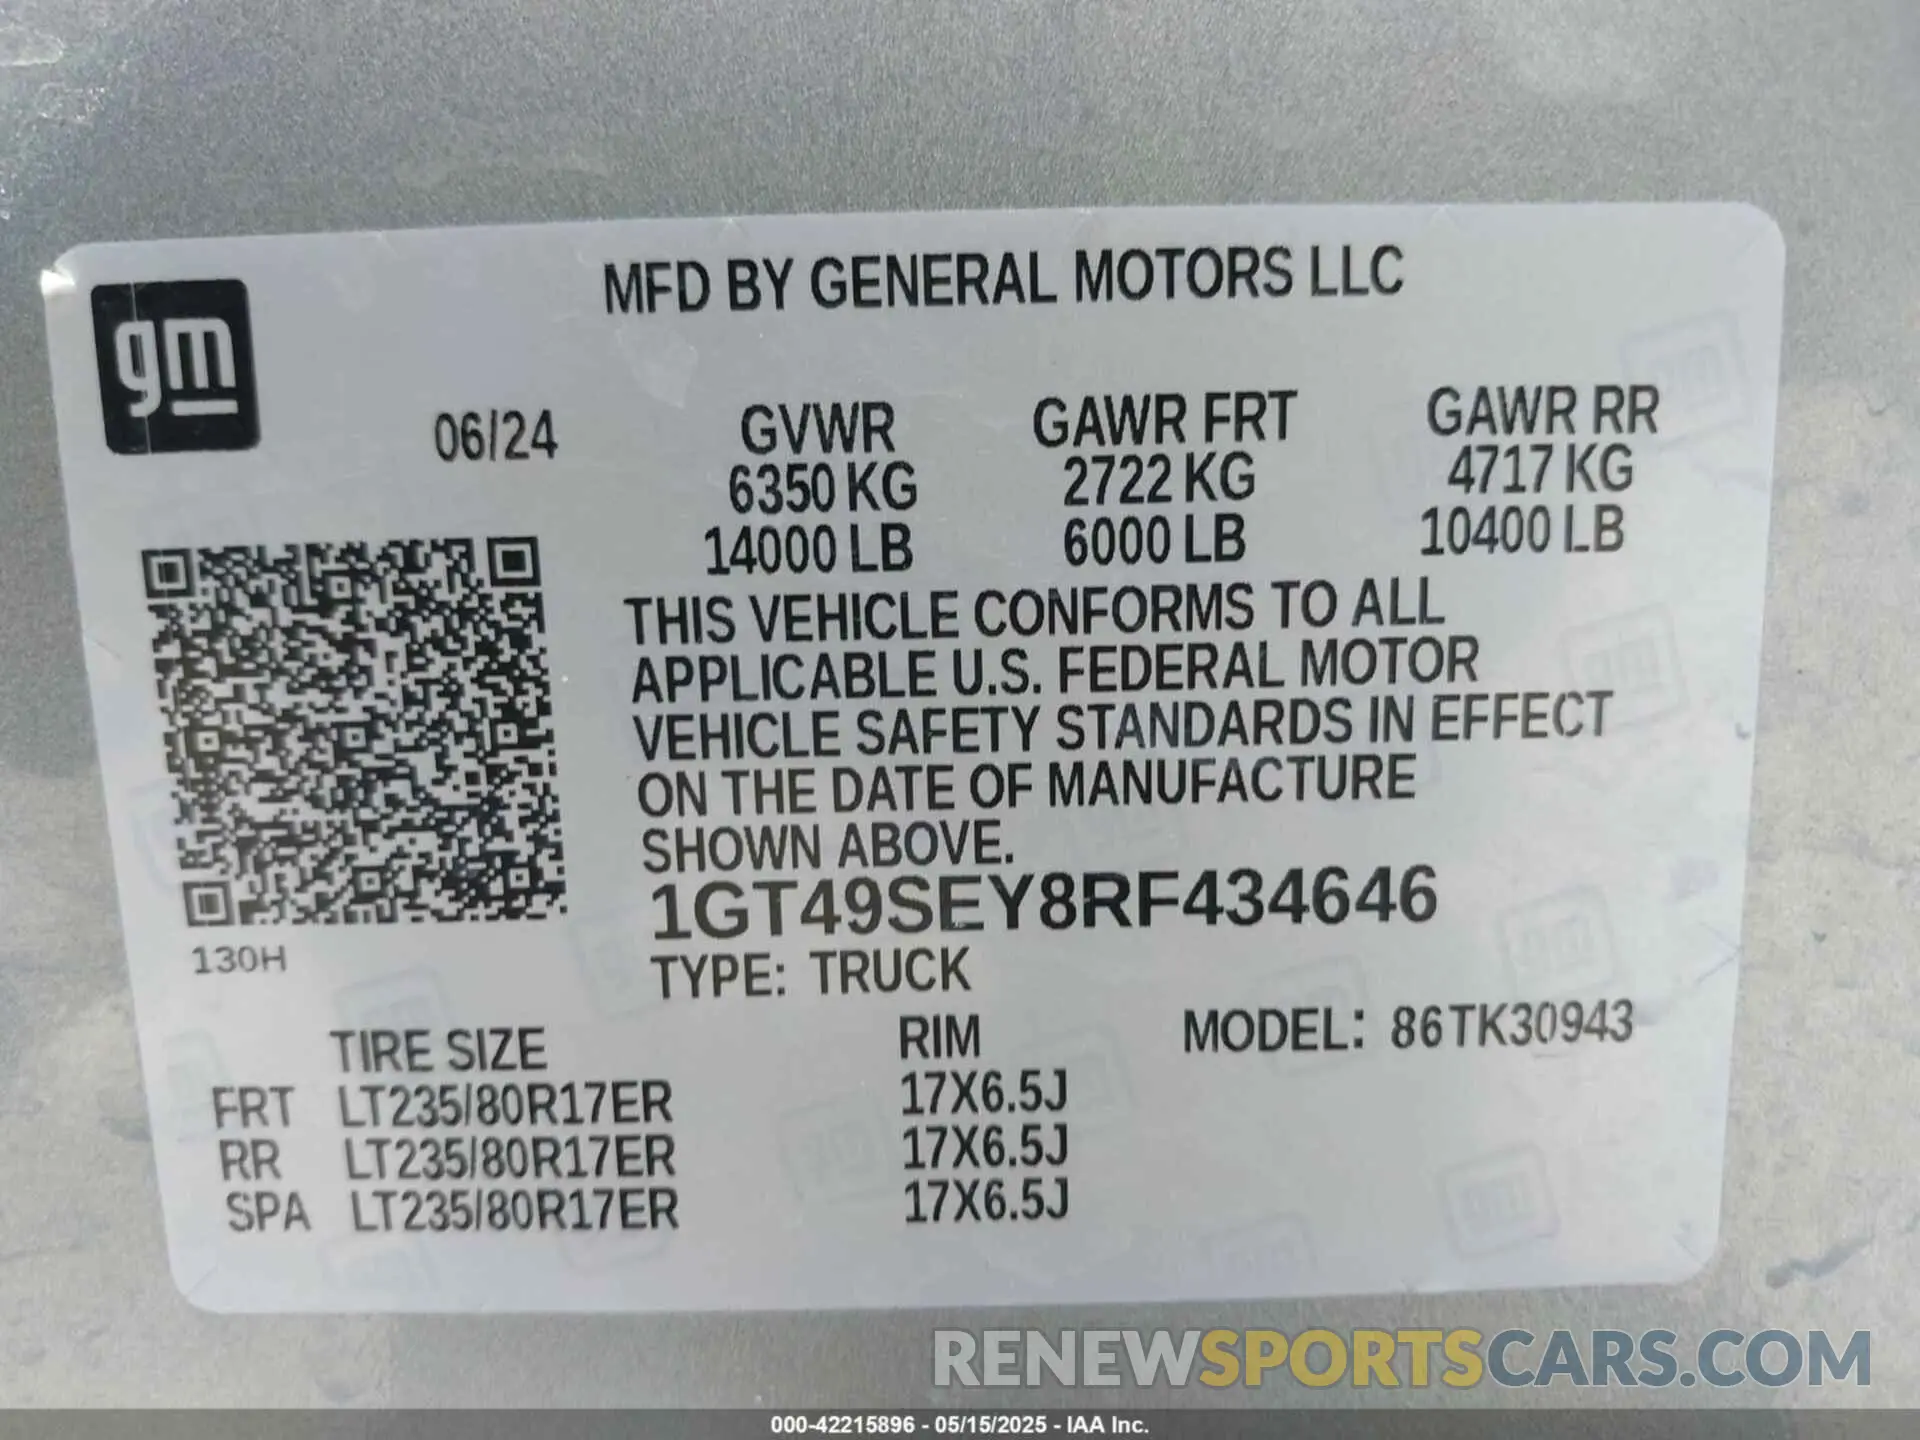 MFD BY GENERAL MOTORS LLC
gm
06/24 GVWR GAWR FRT GAWR RR
6350 KG 2722 KG 4717 KG
14000 LB 6000 LB 10400 LB
THIS VEHICLE CONFORMS TO ALL
APPLICABLE U.S. FEDERAL MOTOR
VEHICLE SAFETY STANDARDS IN EFFECT
ON THE DATE OF MANUFACTURE
SHOWN ABOVE.
1GT49SEY8RF434646
130H
TYPE: TRUCK
TIRE SIZE RIM MODEL: 86TK30943
FRT LT235/80R17ER 17X6.5J
RR LT235/80R17ER 17X6.5J
SPA LT235/80R17ER 17X6.5J
RENEWSPORTSCARS.COM
000-42215896 - 05/15/2025 - IAA Inc.